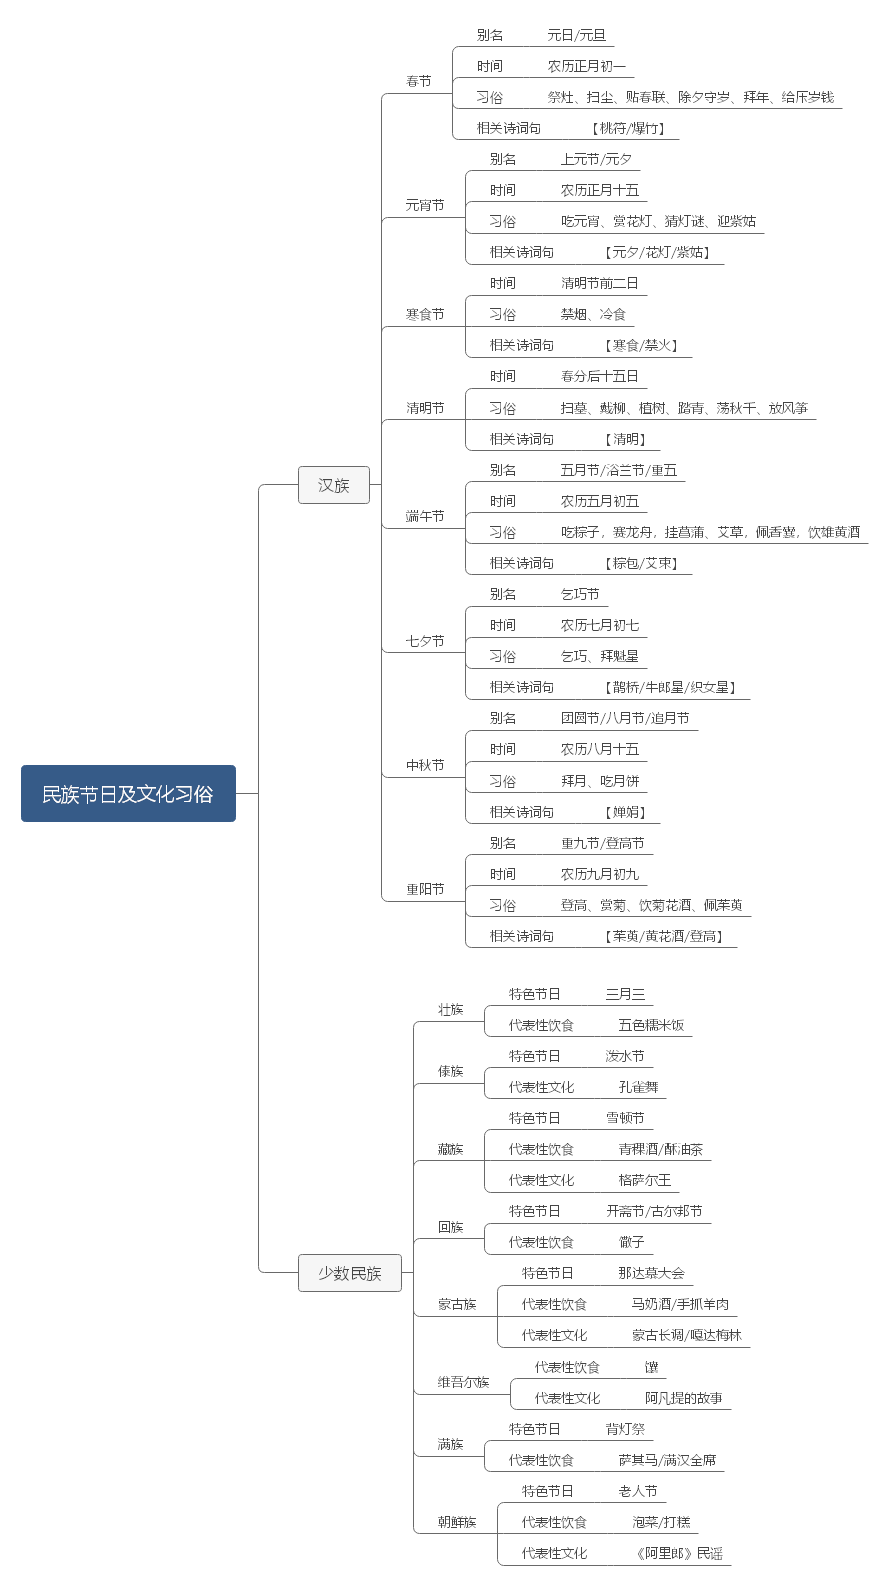 民族节日及文化习俗
汉族
春节
别名 元日/元旦
时间 农历正月初一
习俗 祭灶、扫尘、贴春联、除夕守岁、拜年、给压岁钱
相关诗词句 【桃符/爆竹】
元宵节
别名 上元节/元夕
时间 农历正月十五
习俗 吃元宵、赏花灯、猜灯谜、迎紫姑
相关诗词句 【元夕/花灯/紫姑】
寒食节
时间 清明节前二日
习俗 禁烟、冷食
相关诗词句 【寒食/禁火】
清明节
时间 春分后十五日
习俗 扫墓、戴柳、植树、踏青、荡秋千、放风筝
相关诗词句 【清明】
端午节
别名 五月节/浴兰节/重五
时间 农历五月初五
习俗 吃粽子，赛龙舟，挂菖蒲、艾草，佩香囊，饮雄黄酒
相关诗词句 【粽包/艾束】
七夕节
别名 乞巧节
时间 农历七月初七
习俗 乞巧、拜魁星
相关诗词句 【鹊桥/牛郎星/织女星】
中秋节
别名 团圆节/八月节/追月节
时间 农历八月十五
习俗 拜月、吃月饼
相关诗词句 【婵娟】
重阳节
别名 重九节/登高节
时间 农历九月初九
习俗 登高、赏菊、饮菊花酒、佩茱萸
相关诗词句 【茱萸/黄花酒/登高】
少数民族
壮族
特色节日 三月三
代表性饮食 五色糯米饭
傣族
特色节日 泼水节
代表性文化 孔雀舞
藏族
特色节日 雪顿节
代表性饮食 青稞酒/酥油茶
代表性文化 格萨尔王
回族
特色节日 开斋节/古尔邦节
代表性饮食 馓子
蒙古族
特色节日 那达慕大会
代表性饮食 马奶酒/手抓羊肉
代表性文化 蒙古长调/嘎达梅林
维吾尔族
代表性饮食 馕
代表性文化 阿凡提的故事
满族
特色节日 背灯祭
代表性饮食 萨其马/满汉全席
朝鲜族
特色节日 老人节
代表性饮食 泡菜/打糕
代表性文化 《阿里郎》民谣